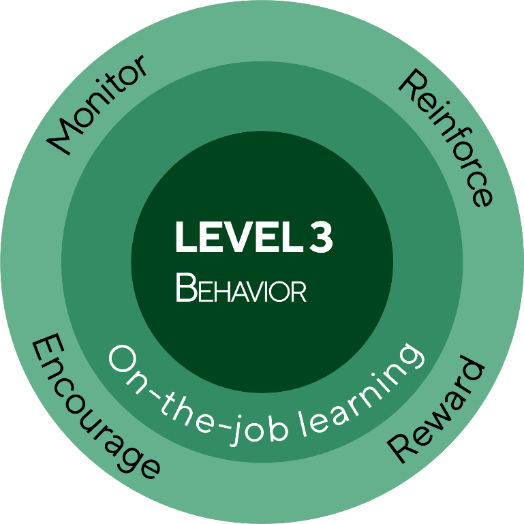 Monitor
Reinforce
LEVEL 3
BEHAVIOR
On-the-job learning
Encourage
Reward